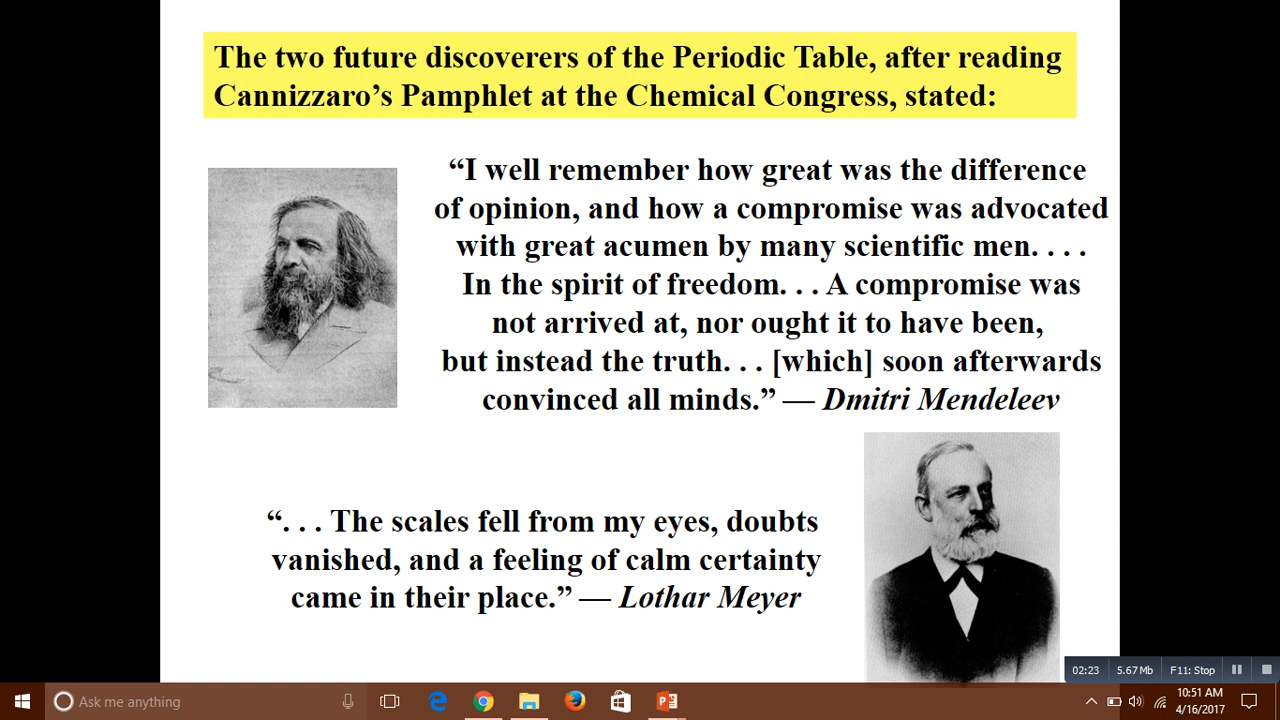 The two future discoverers of the Periodic Table, after reading
Cannizzaro’s Pamphlet at the Chemical Congress, stated:
“I well remember how great was the difference
of opinion, and how a compromise was advocated
with great acumen by many scientific men. . . .
In the spirit of freedom. . . A compromise was
not arrived at, nor ought it to have been,
but instead the truth. . . [which] soon afterwards
convinced all minds.” — Dmitri Mendeleev
“. . . The scales fell from my eyes, doubts
vanished, and a feeling of calm certainty
came in their place.” — Lothar Meyer
02:23 5.67 Mb F11: Stop
Ask me anything
10:51 AM
4/16/2017